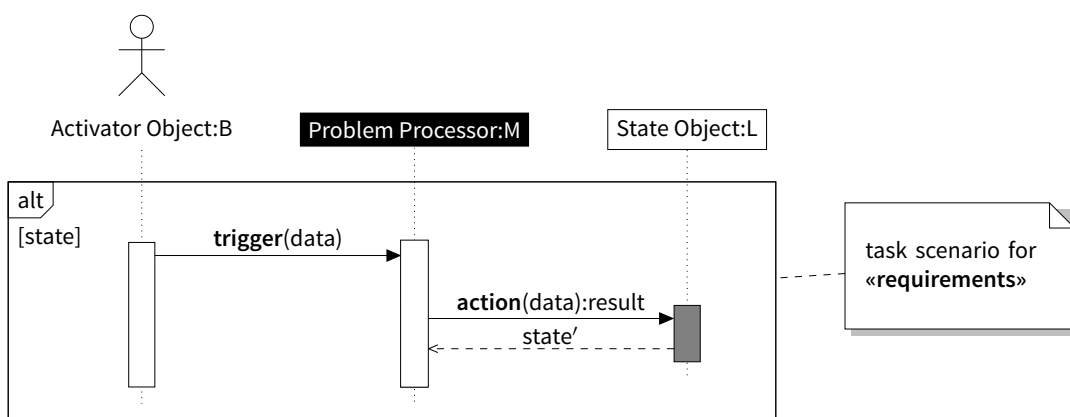 Activator Object:B
Problem Processor:M
State Object:L
alt
[state]
trigger(data)
task scenario for
«requirements»
action(data):result
state′